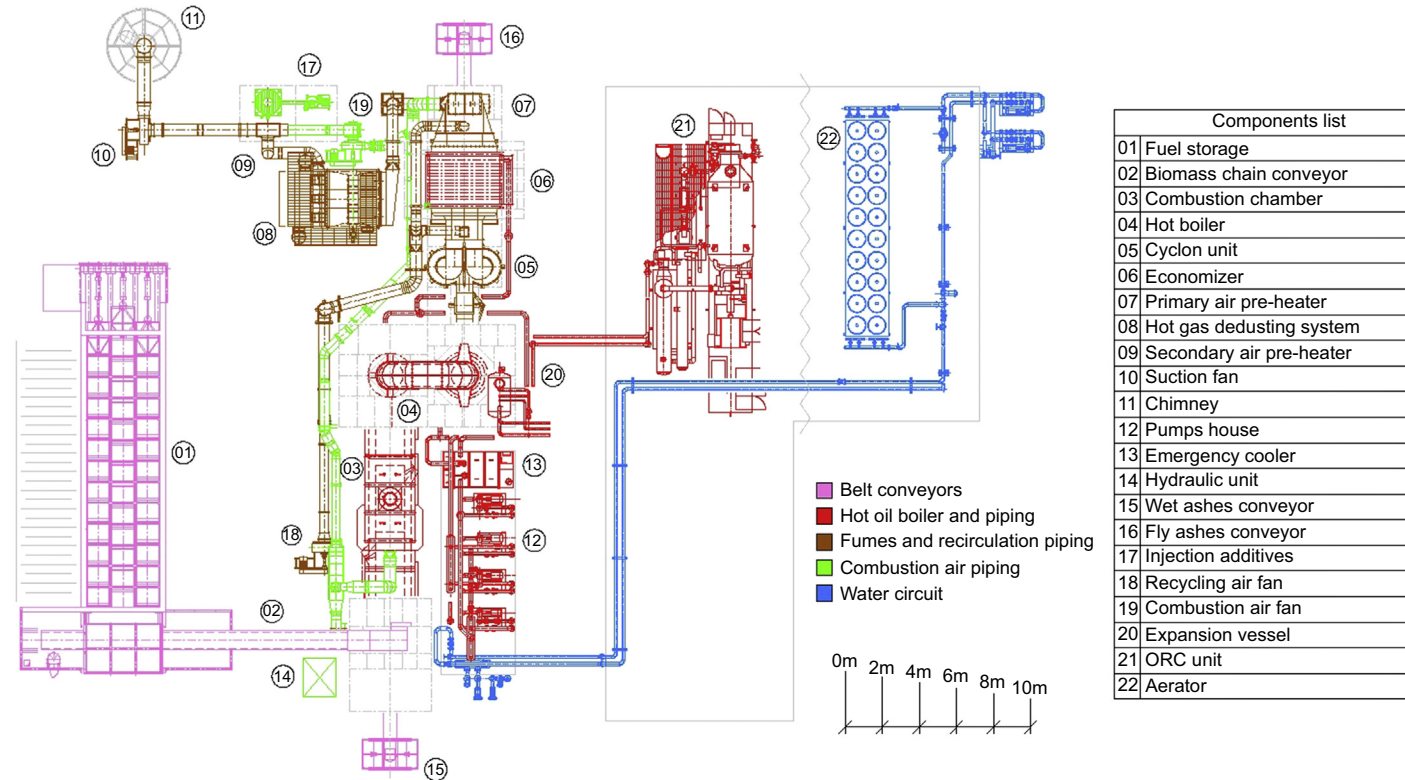 11
16
17
19
07
21
22
10
09
06
08
05
20
04
01
03
13
12
18
02
14
15
Belt conveyors
Hot oil boiler and piping
Fumes and recirculation piping
Combustion air piping
Water circuit
0m 2m 4m 6m 8m 10m
Components list
01 Fuel storage
02 Biomass chain conveyor
03 Combustion chamber
04 Hot boiler
05 Cyclon unit
06 Economizer
07 Primary air pre-heater
08 Hot gas dedusting system
09 Secondary air pre-heater
10 Suction fan
11 Chimney
12 Pumps house
13 Emergency cooler
14 Hydraulic unit
15 Wet ashes conveyor
16 Fly ashes conveyor
17 Injection additives
18 Recycling air fan
19 Combustion air fan
20 Expansion vessel
21 ORC unit
22 Aerator